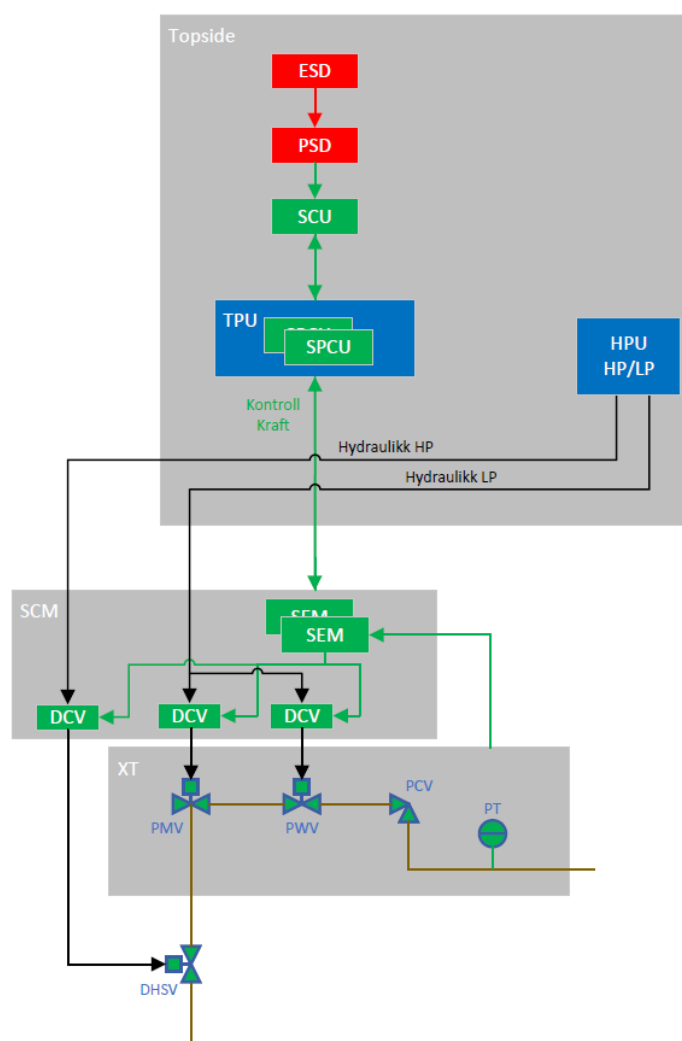 Topside
ESD
PSD
SCU
TPU
SPCU
HPU
HP/LP
Kontroll
Kraft
Hydraulikk HP
Hydraulikk LP
SCM
SEM
SEM
DCV
DCV
DCV
XT
PCV
PT
PMV
PWV
DHSV